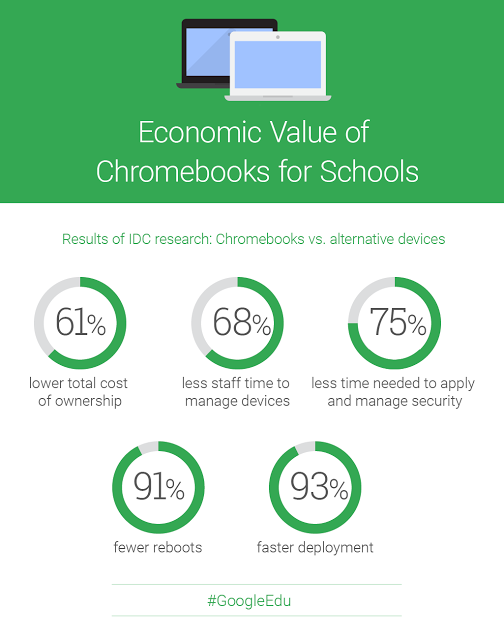 Economic Value of
Chromebooks for Schools
Results of IDC research: Chromebooks vs. alternative devices
61%
lower total cost
of ownership
68%
less staff time to
manage devices
75%
less time needed to apply
and manage security
91%
fewer reboots
93%
faster deployment
#GoogleEdu